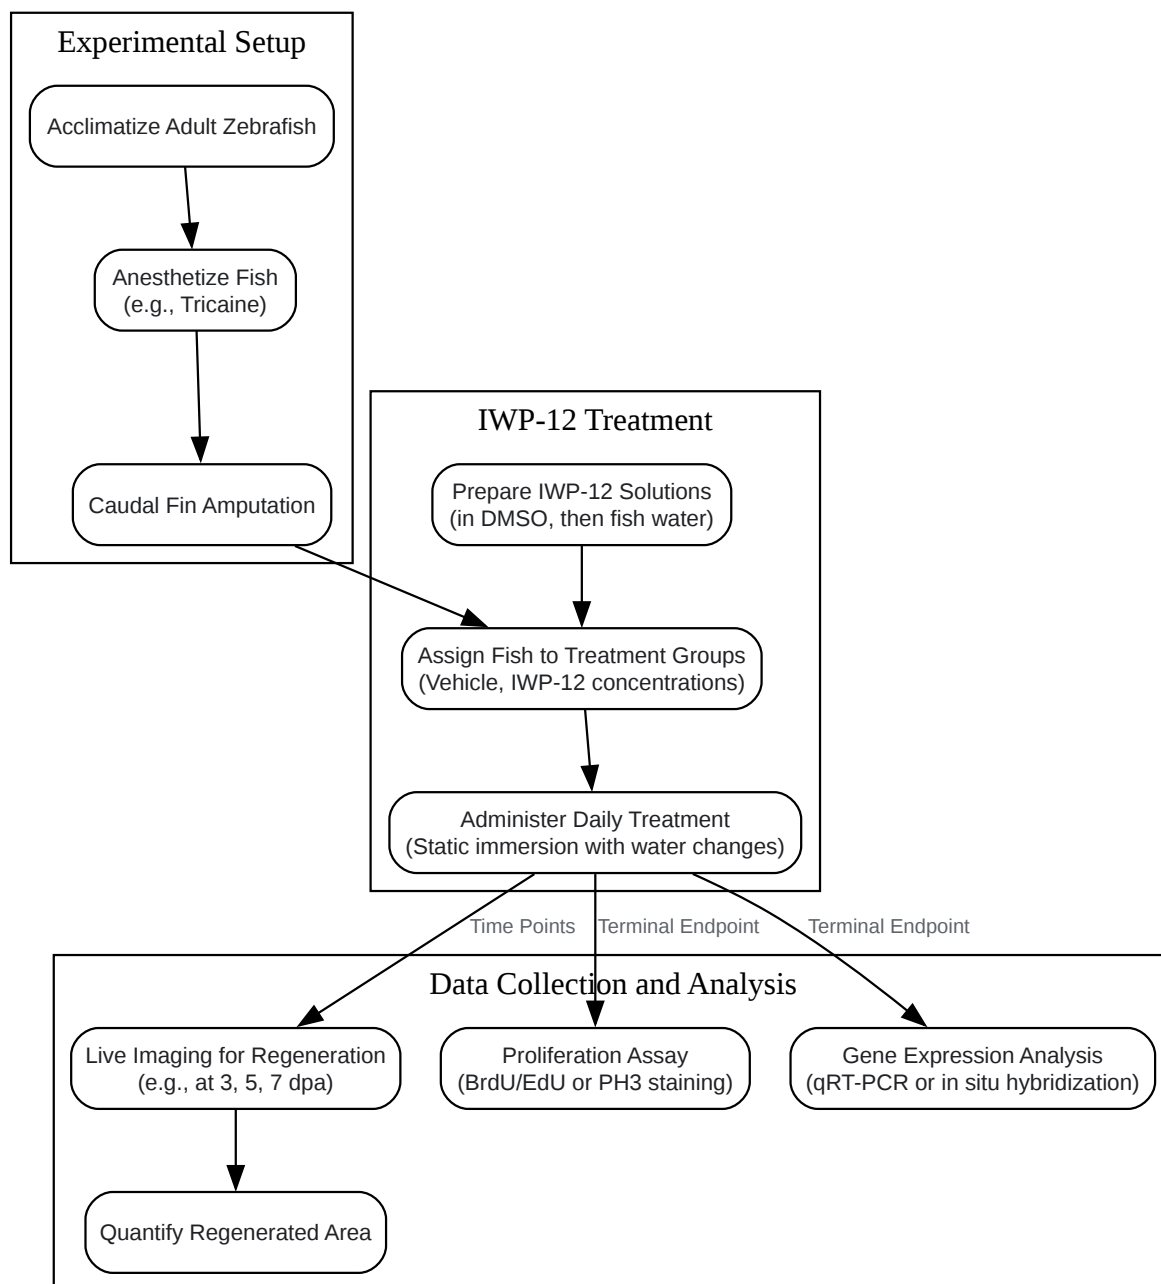 Experimental Setup
Acclimatize Adult Zebrafish
Anesthetize Fish
(e.g., Tricaine)
Caudal Fin Amputation
IWP-12 Treatment
Prepare IWP-12 Solutions
(in DMSO, then fish water)
Assign Fish to Treatment Groups
(Vehicle, IWP-12 concentrations)
Administer Daily Treatment
(Static immersion with water changes)
Time Points
Terminal Endpoint
Terminal Endpoint
Data Collection and Analysis
Live Imaging for Regeneration
(e.g., at 3, 5, 7 dpa)
Proliferation Assay
(BrdU/EdU or PH3 staining)
Gene Expression Analysis
(qRT-PCR or in situ hybridization)
Quantify Regenerated Area